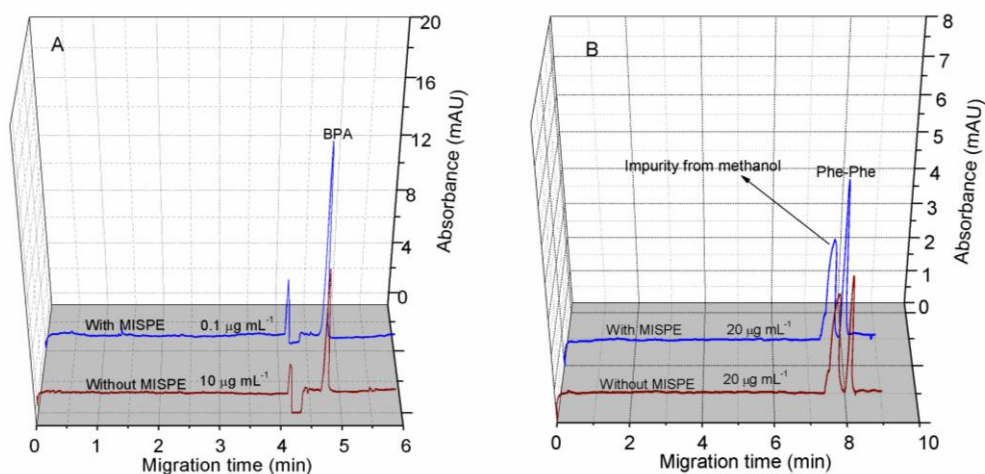 A
20
16
12
8
4
0
Absorbance (mAU)
BPA
With MISPE 0.1 µg mL⁻¹
Without MISPE 10 µg mL⁻¹
0 1 2 3 4 5 6
Migration time (min)
B
8
7
6
5
4
3
2
1
0
Absorbance (mAU)
Impurity from methanol
Phe-Phe
With MISPE 20 µg mL⁻¹
Without MISPE 20 µg mL⁻¹
0 2 4 6 8 10
Migration time (min)